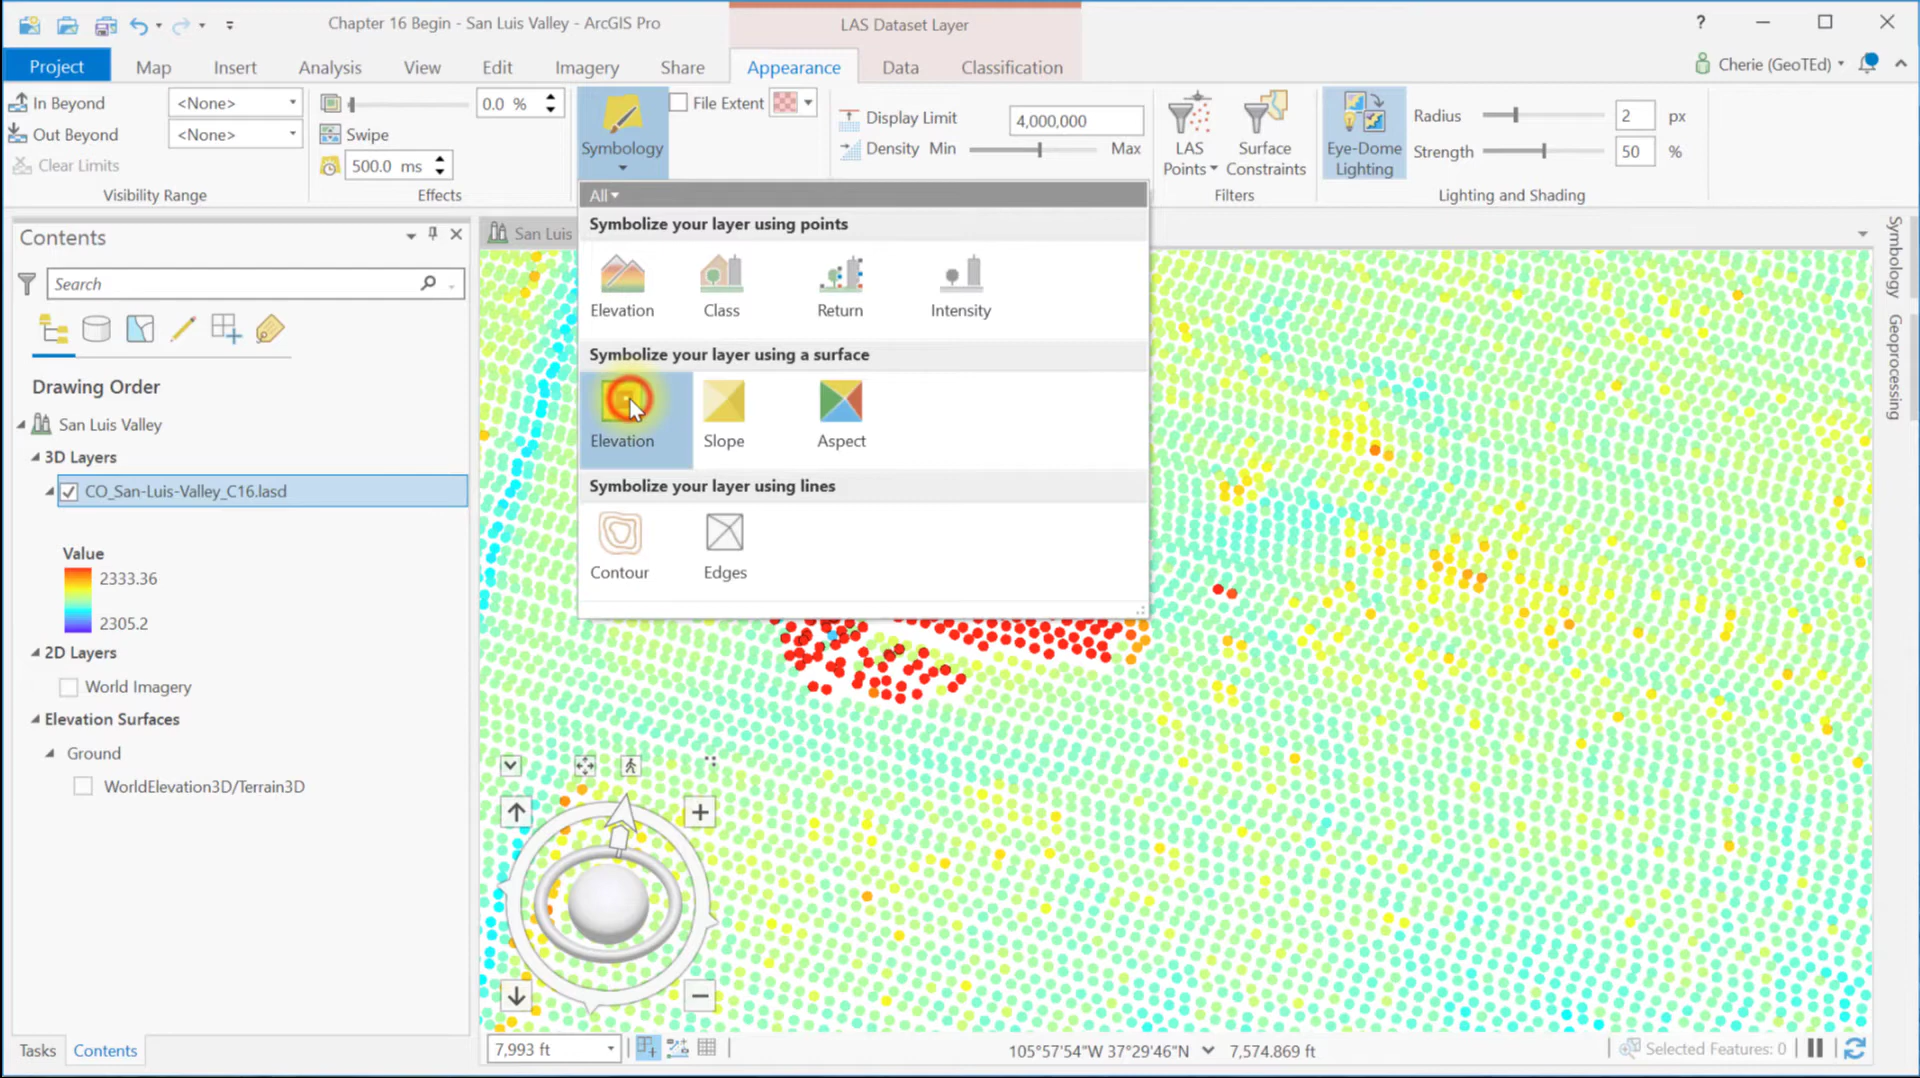 Chapter 16 Begin - San Luis Valley - ArcGIS Pro
LAS Dataset Layer
?
Project
Map
Insert
Analysis
View
Edit
Imagery
Share
Appearance
Data
Classification
Cherie (GeoTEd)
In Beyond
<None>
Out Beyond
<None>
Clear Limits
Visibility Range
0.0 %
Swipe
500.0 ms
Effects
Symbology
File Extent
Display Limit
4,000,000
Density Min
Max
LAS
Points
Surface
Constraints
Filters
Eye-Dome
Lighting
Radius
2 px
Strength
50 %
Lighting and Shading
All
Symbolize your layer using points
Elevation
Class
Return
Intensity
Symbolize your layer using a surface
Elevation
Slope
Aspect
Symbolize your layer using lines
Contour
Edges
Contents
Search
Drawing Order
San Luis Valley
3D Layers
CO_San-Luis-Valley_C16.lasd
Value
2333.36
2305.2
2D Layers
World Imagery
Elevation Surfaces
Ground
WorldElevation3D/Terrain3D
Tasks
Contents
San Luis
Symbology
Geoprocessing
7,993 ft
105°57'54"W 37°29'46"N
7,574.869 ft
Selected Features: 0